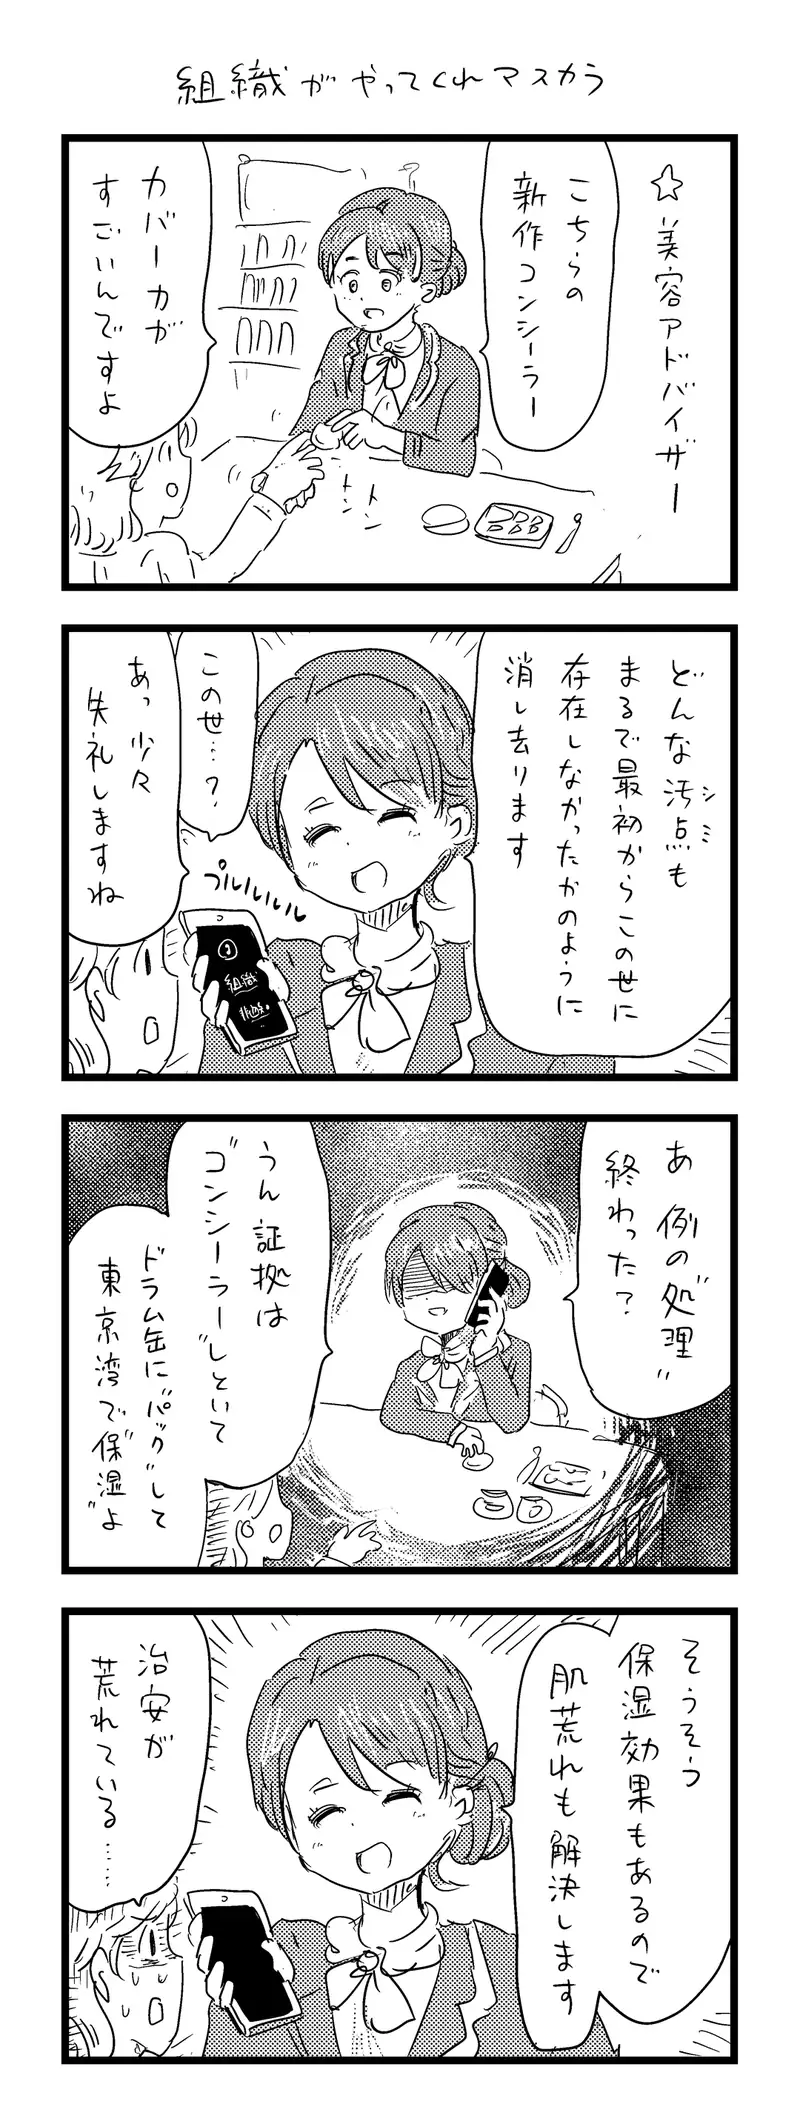 組織がやってくれマスカラ
☆美容アドバイザー
こちらの
新作コンシーラー
カバー力が
すごいんですよ
トントン
どんな汚点も
シミ
まるで最初からこの世に
存在しなかったかのように
消し去ります
この世…?
あっ少々
失礼しますね
プルルルルル
組織
あ 例の"処理"
終わった?
うん証拠は
"コンシーラー"しといて
ドラム缶に"パック"して
東京湾で"保湿"よ
そうそう
保湿効果もあるので
肌荒れも解決します
治安が
荒れている……